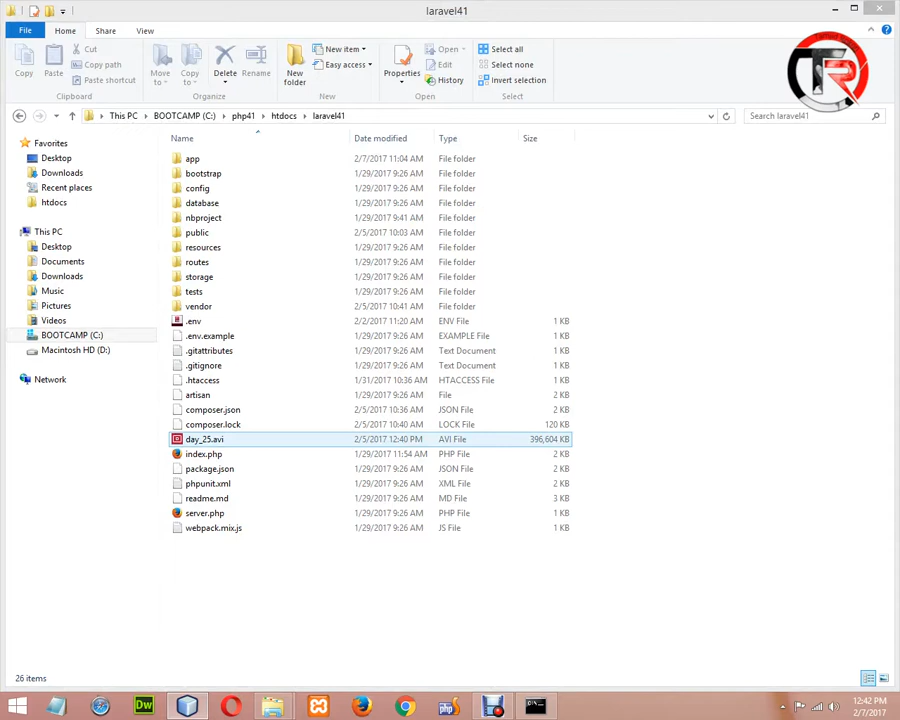 laravel41
File Home Share View
Copy
Paste
Cut
Copy path
Paste shortcut
Clipboard
Move to
Copy to
Delete
Rename
Organize
New folder
New item
Easy access
New
Properties
Open
Edit
History
Open
Select all
Select none
Invert selection
Select
TR
This PC BOOTCAMP (C:) php41 htdocs laravel41
Search laravel41
Favorites
Desktop
Downloads
Recent places
htdocs
This PC
Desktop
Documents
Downloads
Music
Pictures
Videos
BOOTCAMP (C:)
Macintosh HD (D:)
Network
Name Date modified Type Size
app 2/7/2017 11:04 AM File folder
bootstrap 1/29/2017 9:26 AM File folder
config 1/29/2017 9:26 AM File folder
database 1/29/2017 9:26 AM File folder
nbproject 1/29/2017 9:41 AM File folder
public 2/5/2017 10:03 AM File folder
resources 1/29/2017 9:26 AM File folder
routes 1/29/2017 9:26 AM File folder
storage 1/29/2017 9:26 AM File folder
tests 1/29/2017 9:26 AM File folder
vendor 2/5/2017 10:41 AM File folder
.env 2/2/2017 11:20 AM ENV File 1 KB
.env.example 1/29/2017 9:26 AM EXAMPLE File 1 KB
.gitattributes 1/29/2017 9:26 AM Text Document 1 KB
.gitignore 1/29/2017 9:26 AM Text Document 1 KB
.htaccess 1/31/2017 10:36 AM HTACCESS File 1 KB
artisan 1/29/2017 9:26 AM File 2 KB
composer.json 2/5/2017 10:36 AM JSON File 2 KB
composer.lock 2/5/2017 10:40 AM LOCK File 120 KB
day_25.avi 2/5/2017 12:40 PM AVI File 396,604 KB
index.php 1/29/2017 11:54 AM PHP File 2 KB
package.json 1/29/2017 9:26 AM JSON File 1 KB
phpunit.xml 1/29/2017 9:26 AM XML File 2 KB
readme.md 1/29/2017 9:26 AM MD File 3 KB
server.php 1/29/2017 9:26 AM PHP File 1 KB
webpack.mix.js 1/29/2017 9:26 AM JS File 1 KB
26 items
Dw
php
12:42 PM
2/7/2017